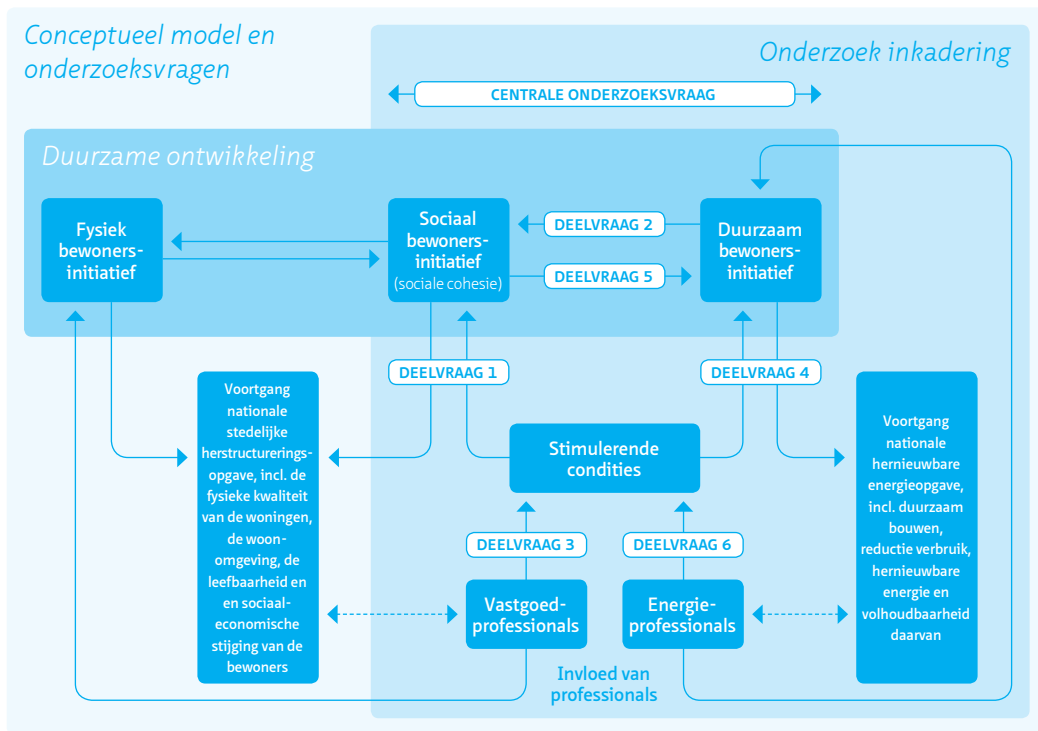 Conceptueel model en
onderzoeksvragen
Onderzoek inkadering
CENTRALE ONDERZOEKSVRAAG
Duurzame ontwikkeling
Fysiek
bewoners-
initiatief
Sociaal
bewoners-
initiatief
(sociale cohesie)
DEELVRAAG 2
DEELVRAAG 5
Duurzaam
bewoners-
initiatief
DEELVRAAG 1
DEELVRAAG 4
Voortgang
nationale
stedelijke
herstructurerings-
opgave, incl. de
fysieke kwaliteit
van de woningen,
de woon-
omgeving, de
leefbaarheid en
en sociaal-
economische
stijging van de
bewoners
Stimulerende
condities
Voortgang
nationale
hernieuwbare
energieopgave,
incl. duurzaam
bouwen,
reductie verbruik,
hernieuwbare
energie en
volhoudbaarheid
daarvan
DEELVRAAG 3
DEELVRAAG 6
Vastgoed-
professionals
Energie-
professionals
Invloed van
professionals